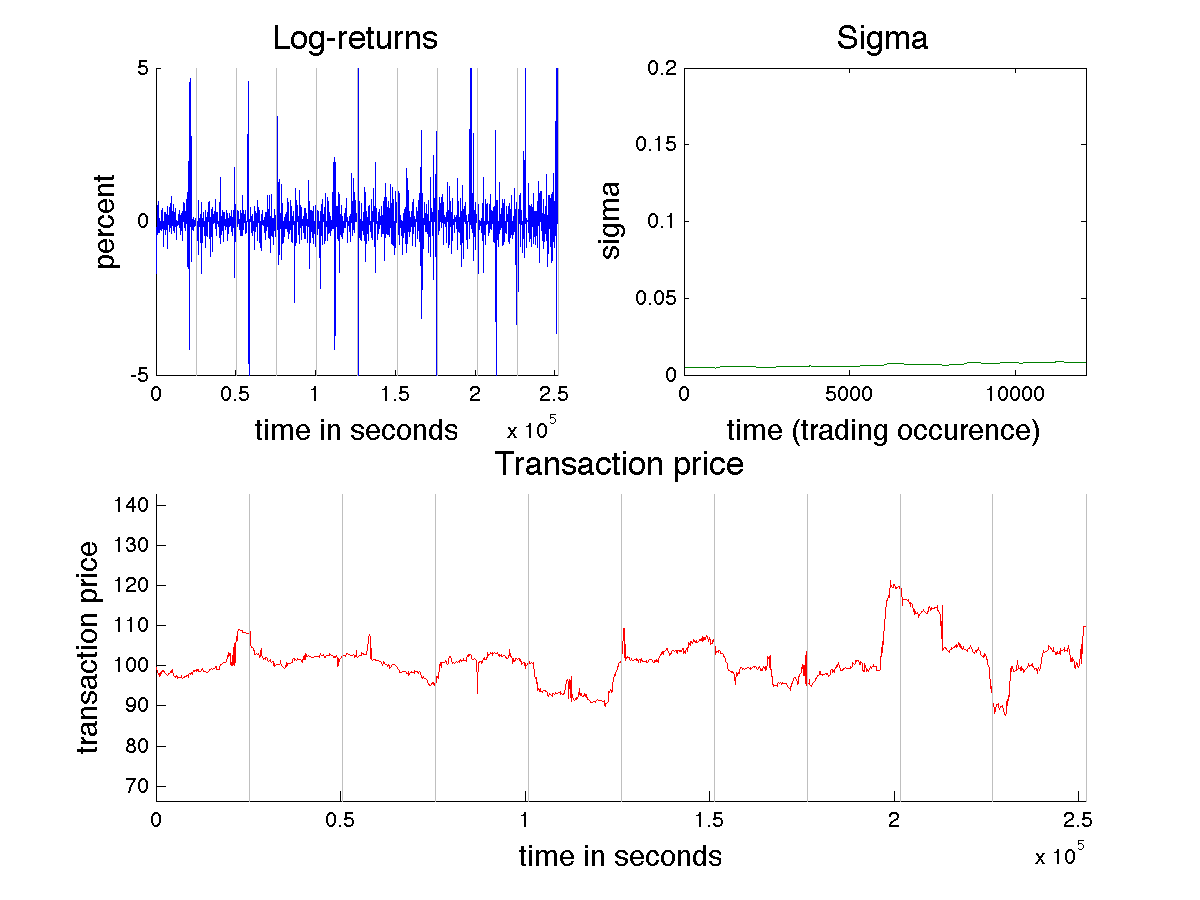 Log-returns
5
0
-5
percent
0
0.5
1
1.5
2
2.5
time in seconds
x 10^5
Sigma
0.2
0.15
0.1
0.05
0
sigma
0
5000
10000
time (trading occurence)
Transaction price
140
130
120
110
100
90
80
70
transaction price
0
0.5
1
1.5
2
2.5
time in seconds
x 10^5